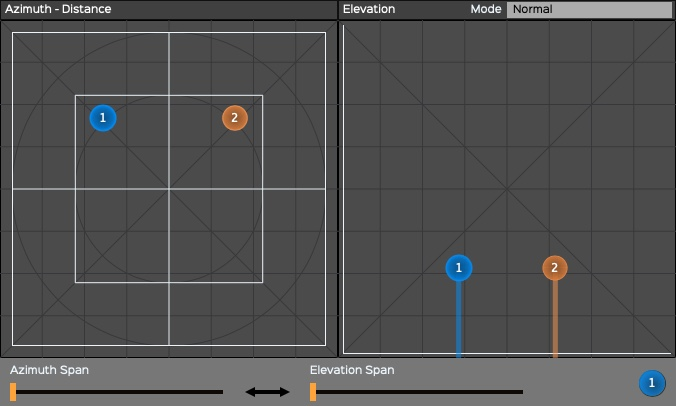 Azimuth - Distance
Elevation Mode Normal
1 2
1 2
Azimuth Span Elevation Span
1